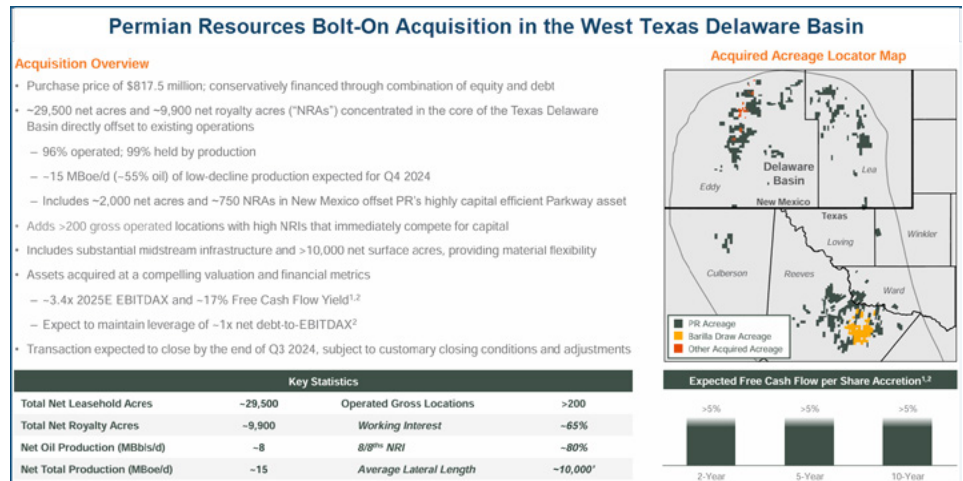 Permian Resources Bolt-On Acquisition in the West Texas Delaware Basin
Acquisition Overview
• Purchase price of $817.5 million; conservatively financed through combination of equity and debt
• ~29,500 net acres and ~9,900 net royalty acres ("NRAs") concentrated in the core of the Texas Delaware
Basin directly offset to existing operations
– 96% operated; 99% held by production
– ~15 MBoe/d (~55% oil) of low-decline production expected for Q4 2024
– Includes ~2,000 net acres and ~750 NRAs in New Mexico offset PR's highly capital efficient Parkway asset
• Adds >200 gross operated locations with high NRIs that immediately compete for capital
• Includes substantial midstream infrastructure and >10,000 net surface acres, providing material flexibility
• Assets acquired at a compelling valuation and financial metrics
– ~3.4x 2025E EBITDAX and ~17% Free Cash Flow Yield1,2
– Expect to maintain leverage of ~1x net debt-to-EBITDAX2
• Transaction expected to close by the end of Q3 2024, subject to customary closing conditions and adjustments
Key Statistics
Total Net Leasehold Acres ~29,500 Operated Gross Locations >200
Total Net Royalty Acres ~9,900 Working Interest ~65%
Net Oil Production (MBbls/d) ~8 8/8ths NRI ~80%
Net Total Production (MBoe/d) ~15 Average Lateral Length ~10,000'
Acquired Acreage Locator Map
Eddy
Delaware
Basin
Lea
New Mexico
Texas
Culberson
Reeves
Loving
Winkler
Ward
PR Acreage
Barilla Draw Acreage
Other Acquired Acreage
Expected Free Cash Flow per Share Accretion1,2
>5% >5% >5%
2-Year 5-Year 10-Year